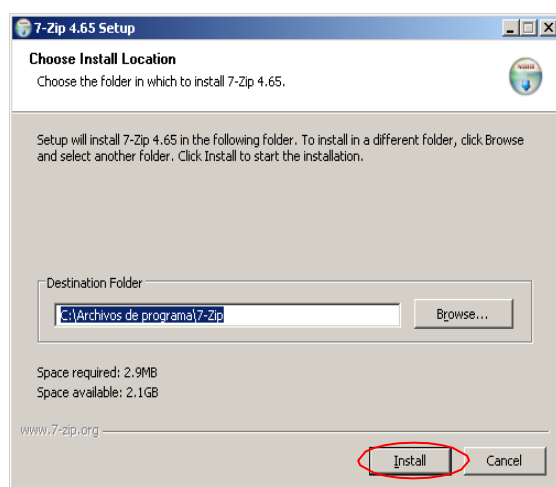 7-Zip 4.65 Setup
Choose Install Location
Choose the folder in which to install 7-Zip 4.65.
Setup will install 7-Zip 4.65 in the following folder. To install in a different folder, click Browse
and select another folder. Click Install to start the installation.
Destination Folder
C:\Archivos de programa\7-Zip
Browse...
Space required: 2.9MB
Space available: 2.1GB
www.7-zip.org
Install
Cancel